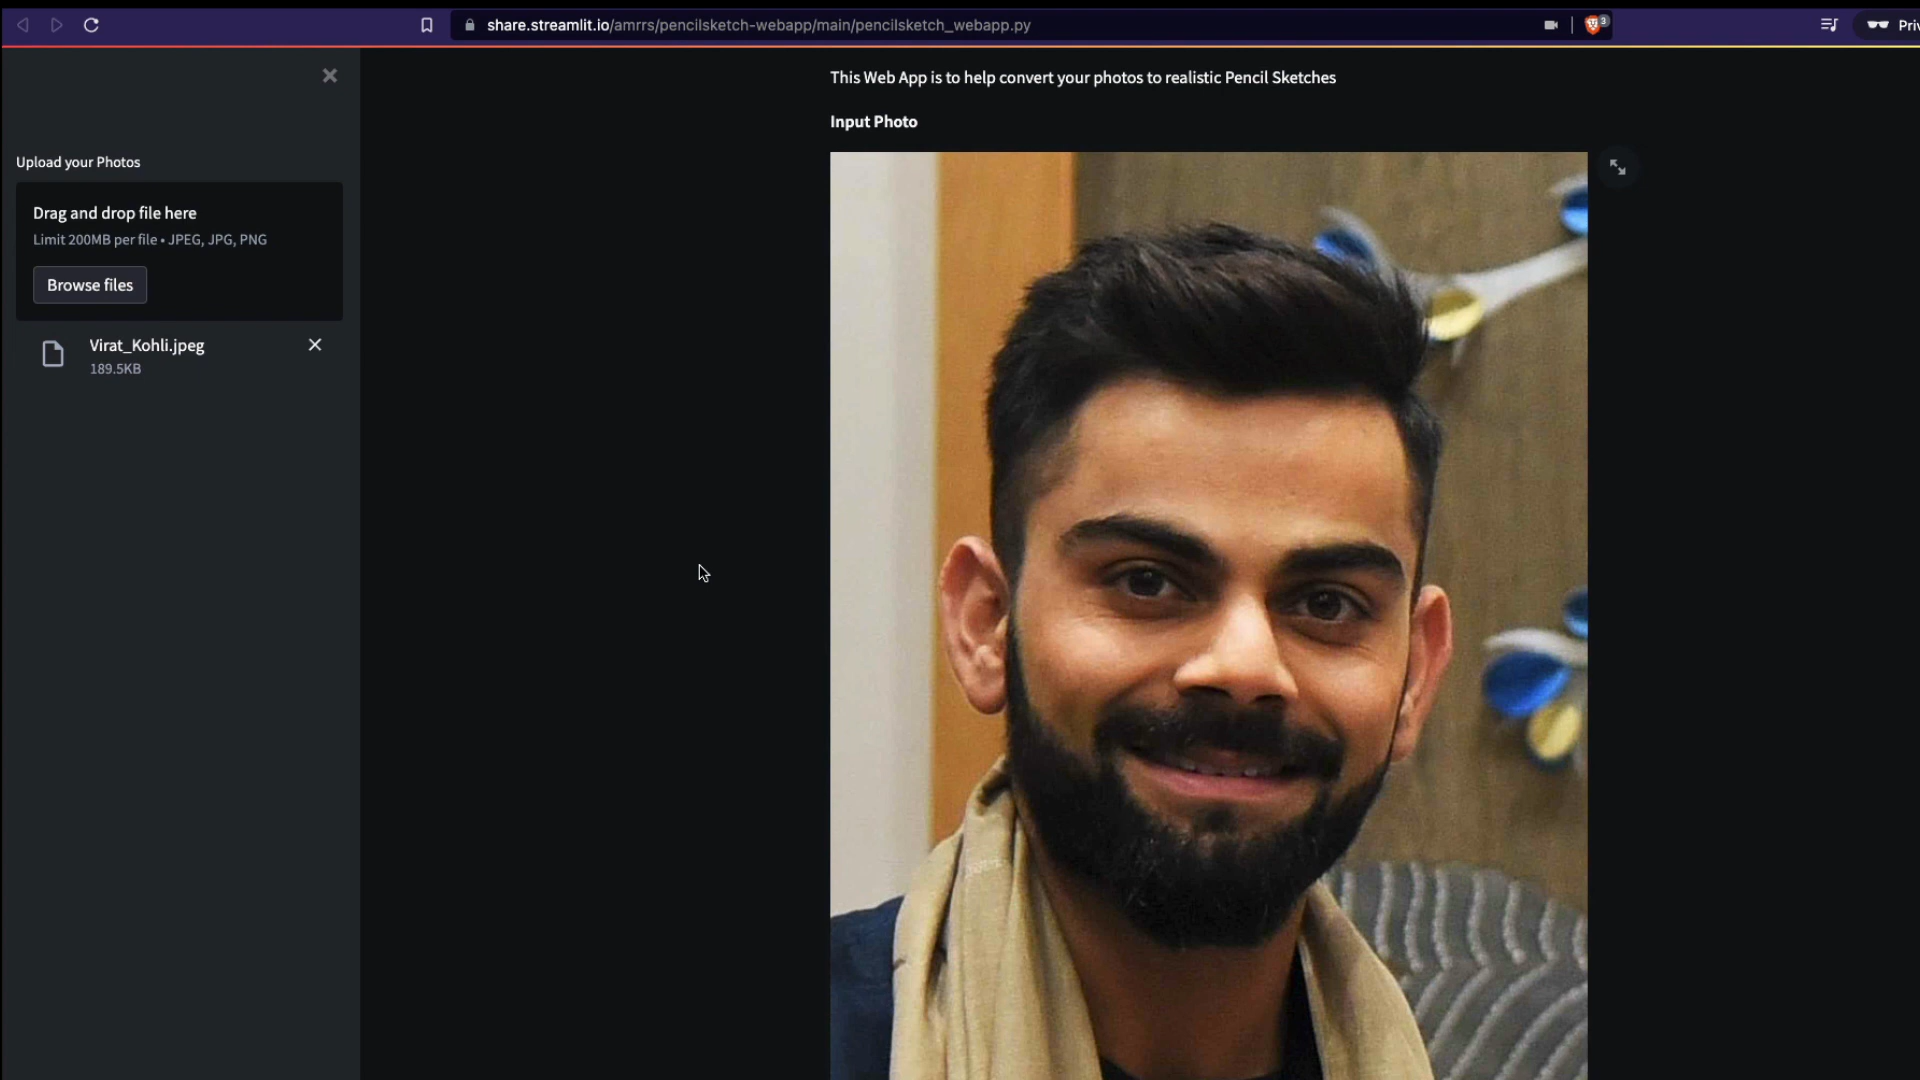 share.streamlit.io/amrrs/pencilsketch-webapp/main/pencilsketch_webapp.py
3
Priv
This Web App is to help convert your photos to realistic Pencil Sketches
Input Photo
Upload your Photos
Drag and drop file here
Limit 200MB per file • JPEG, JPG, PNG
Browse files
Virat_Kohli.jpeg
189.5KB